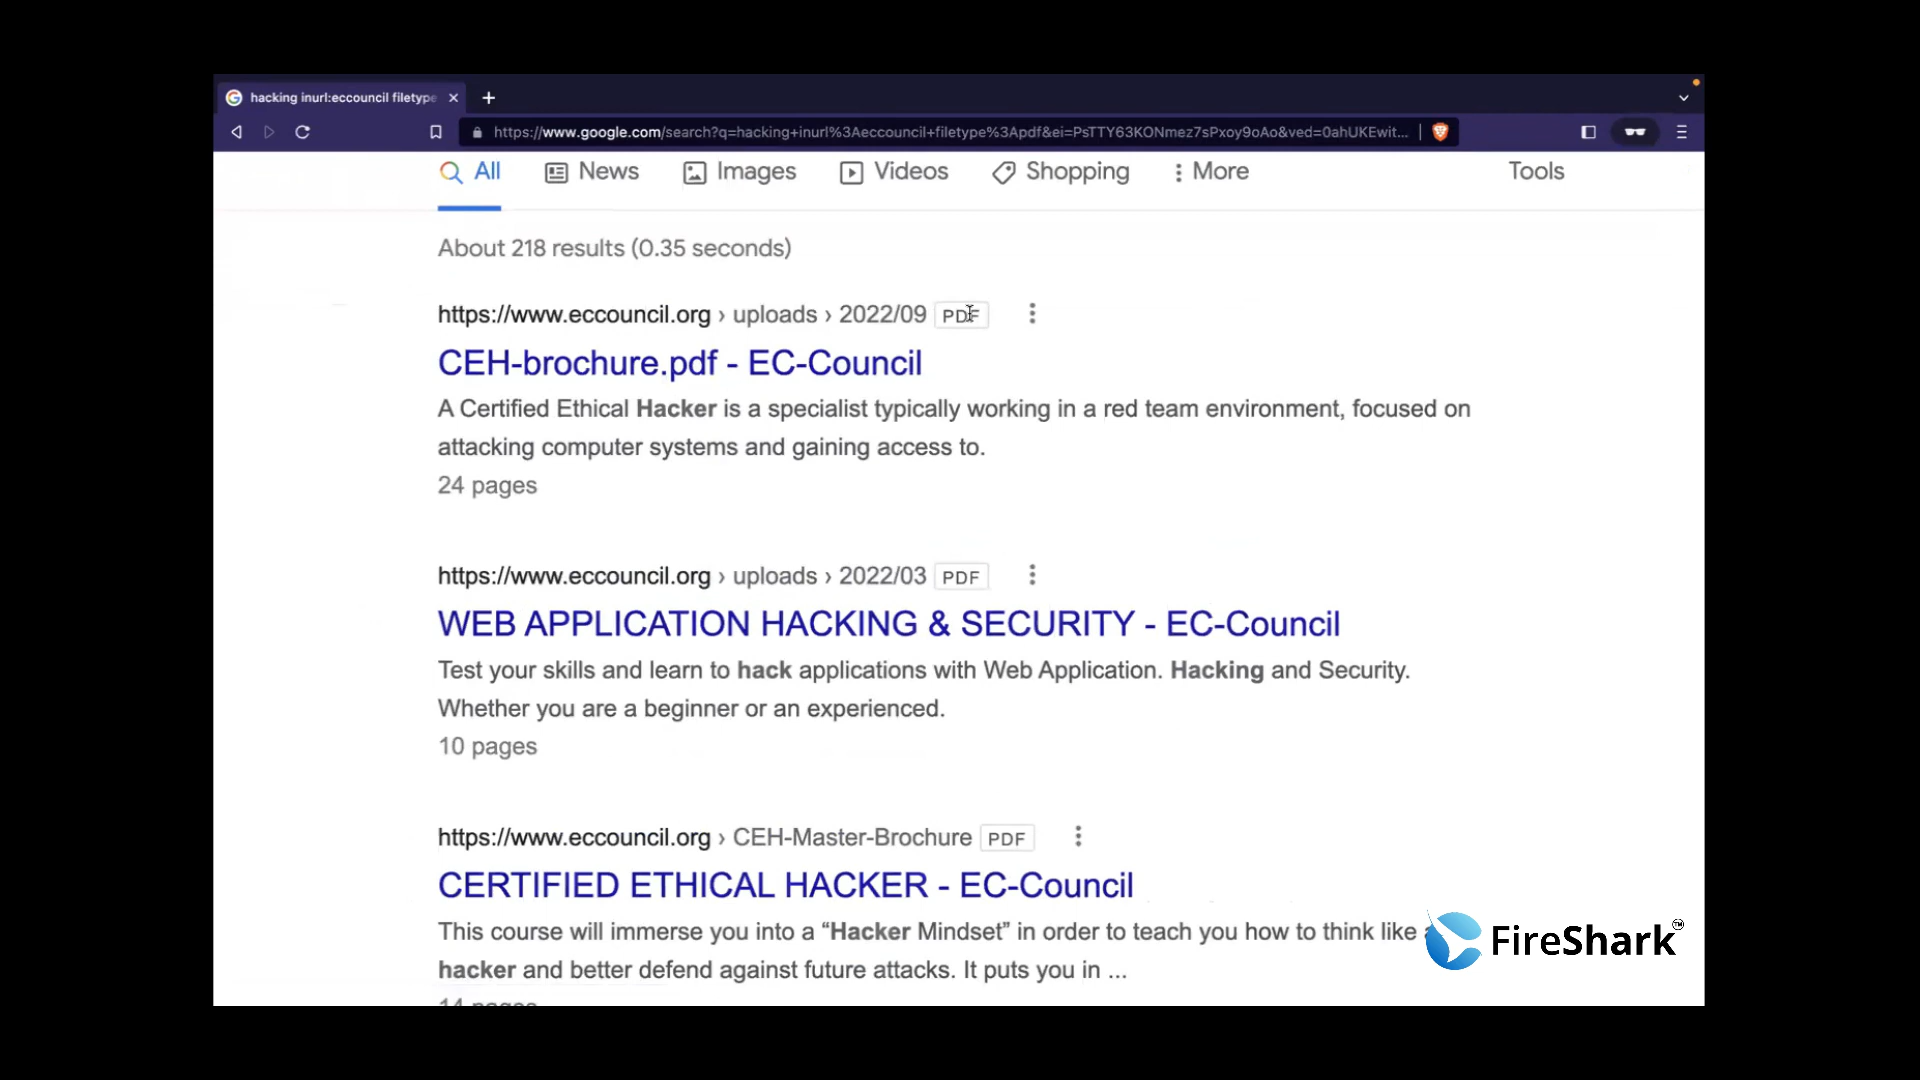 hacking inurl:eccouncil filetype
https://www.google.com/search?q=hacking+inurl%3Aeccouncil+filetype%3Apdf&ei=PsTTY63KONmez7sPxoy9oAo&ved=0ahUKEwit...
All News Images Videos Shopping More Tools
About 218 results (0.35 seconds)
https://www.eccouncil.org › uploads › 2022/09 PDF
CEH-brochure.pdf - EC-Council
A Certified Ethical Hacker is a specialist typically working in a red team environment, focused on
attacking computer systems and gaining access to.
24 pages
https://www.eccouncil.org › uploads › 2022/03 PDF
WEB APPLICATION HACKING & SECURITY - EC-Council
Test your skills and learn to hack applications with Web Application. Hacking and Security.
Whether you are a beginner or an experienced.
10 pages
https://www.eccouncil.org › CEH-Master-Brochure PDF
CERTIFIED ETHICAL HACKER - EC-Council
This course will immerse you into a “Hacker Mindset” in order to teach you how to think like
hacker and better defend against future attacks. It puts you in ...
14 pages
FireShark™